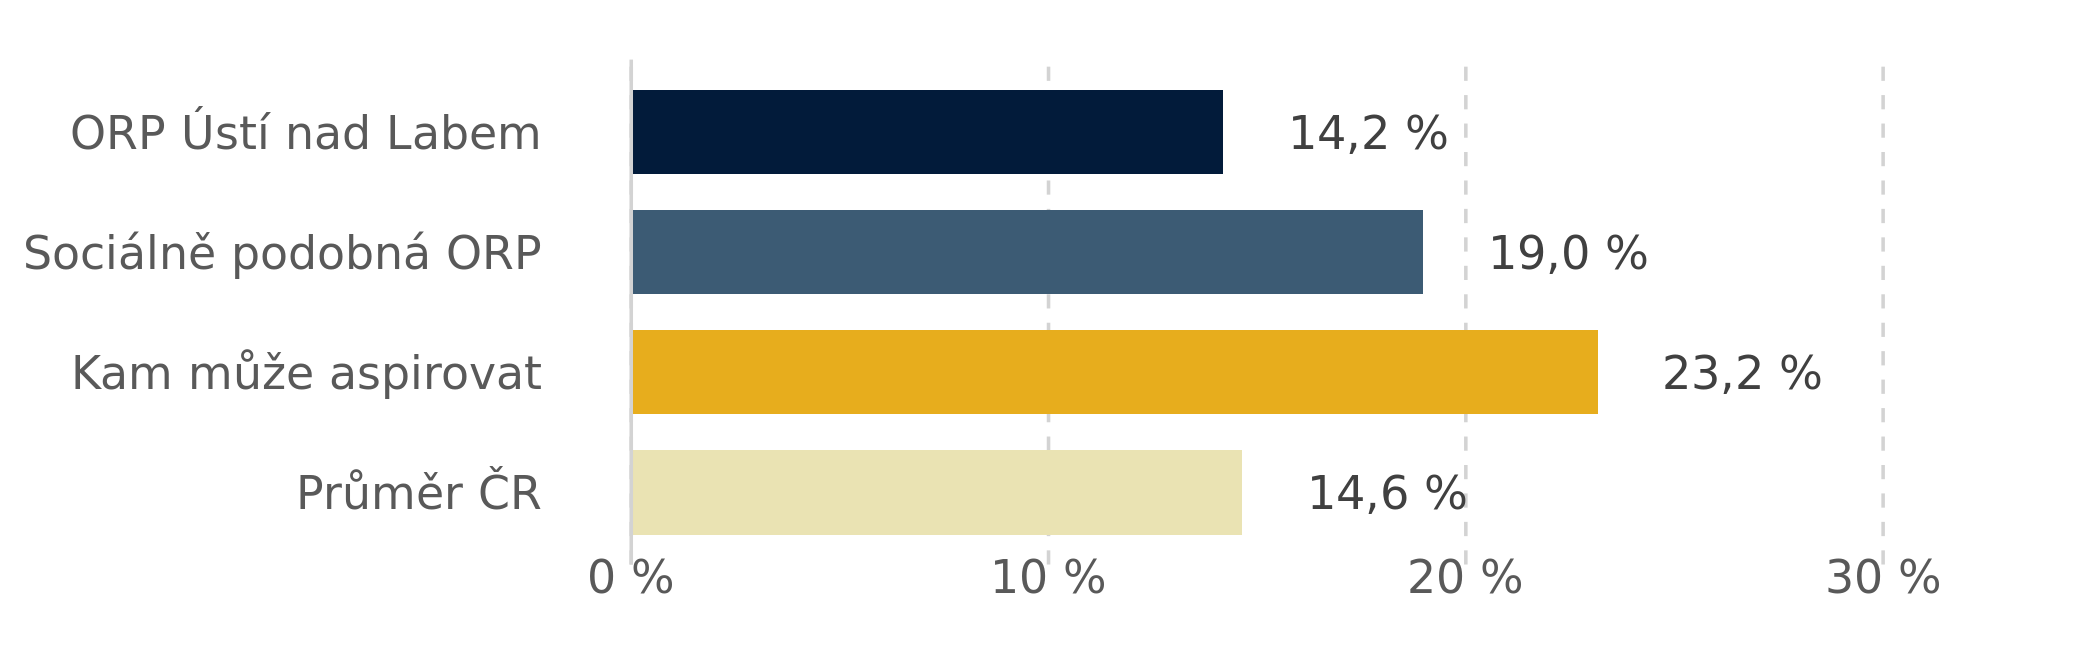 ORP Ústí nad Labem 14,2 %
Sociálně podobná ORP 19,0 %
Kam může aspirovat 23,2 %
Průměr ČR 14,6 %
0 % 10 % 20 % 30 %